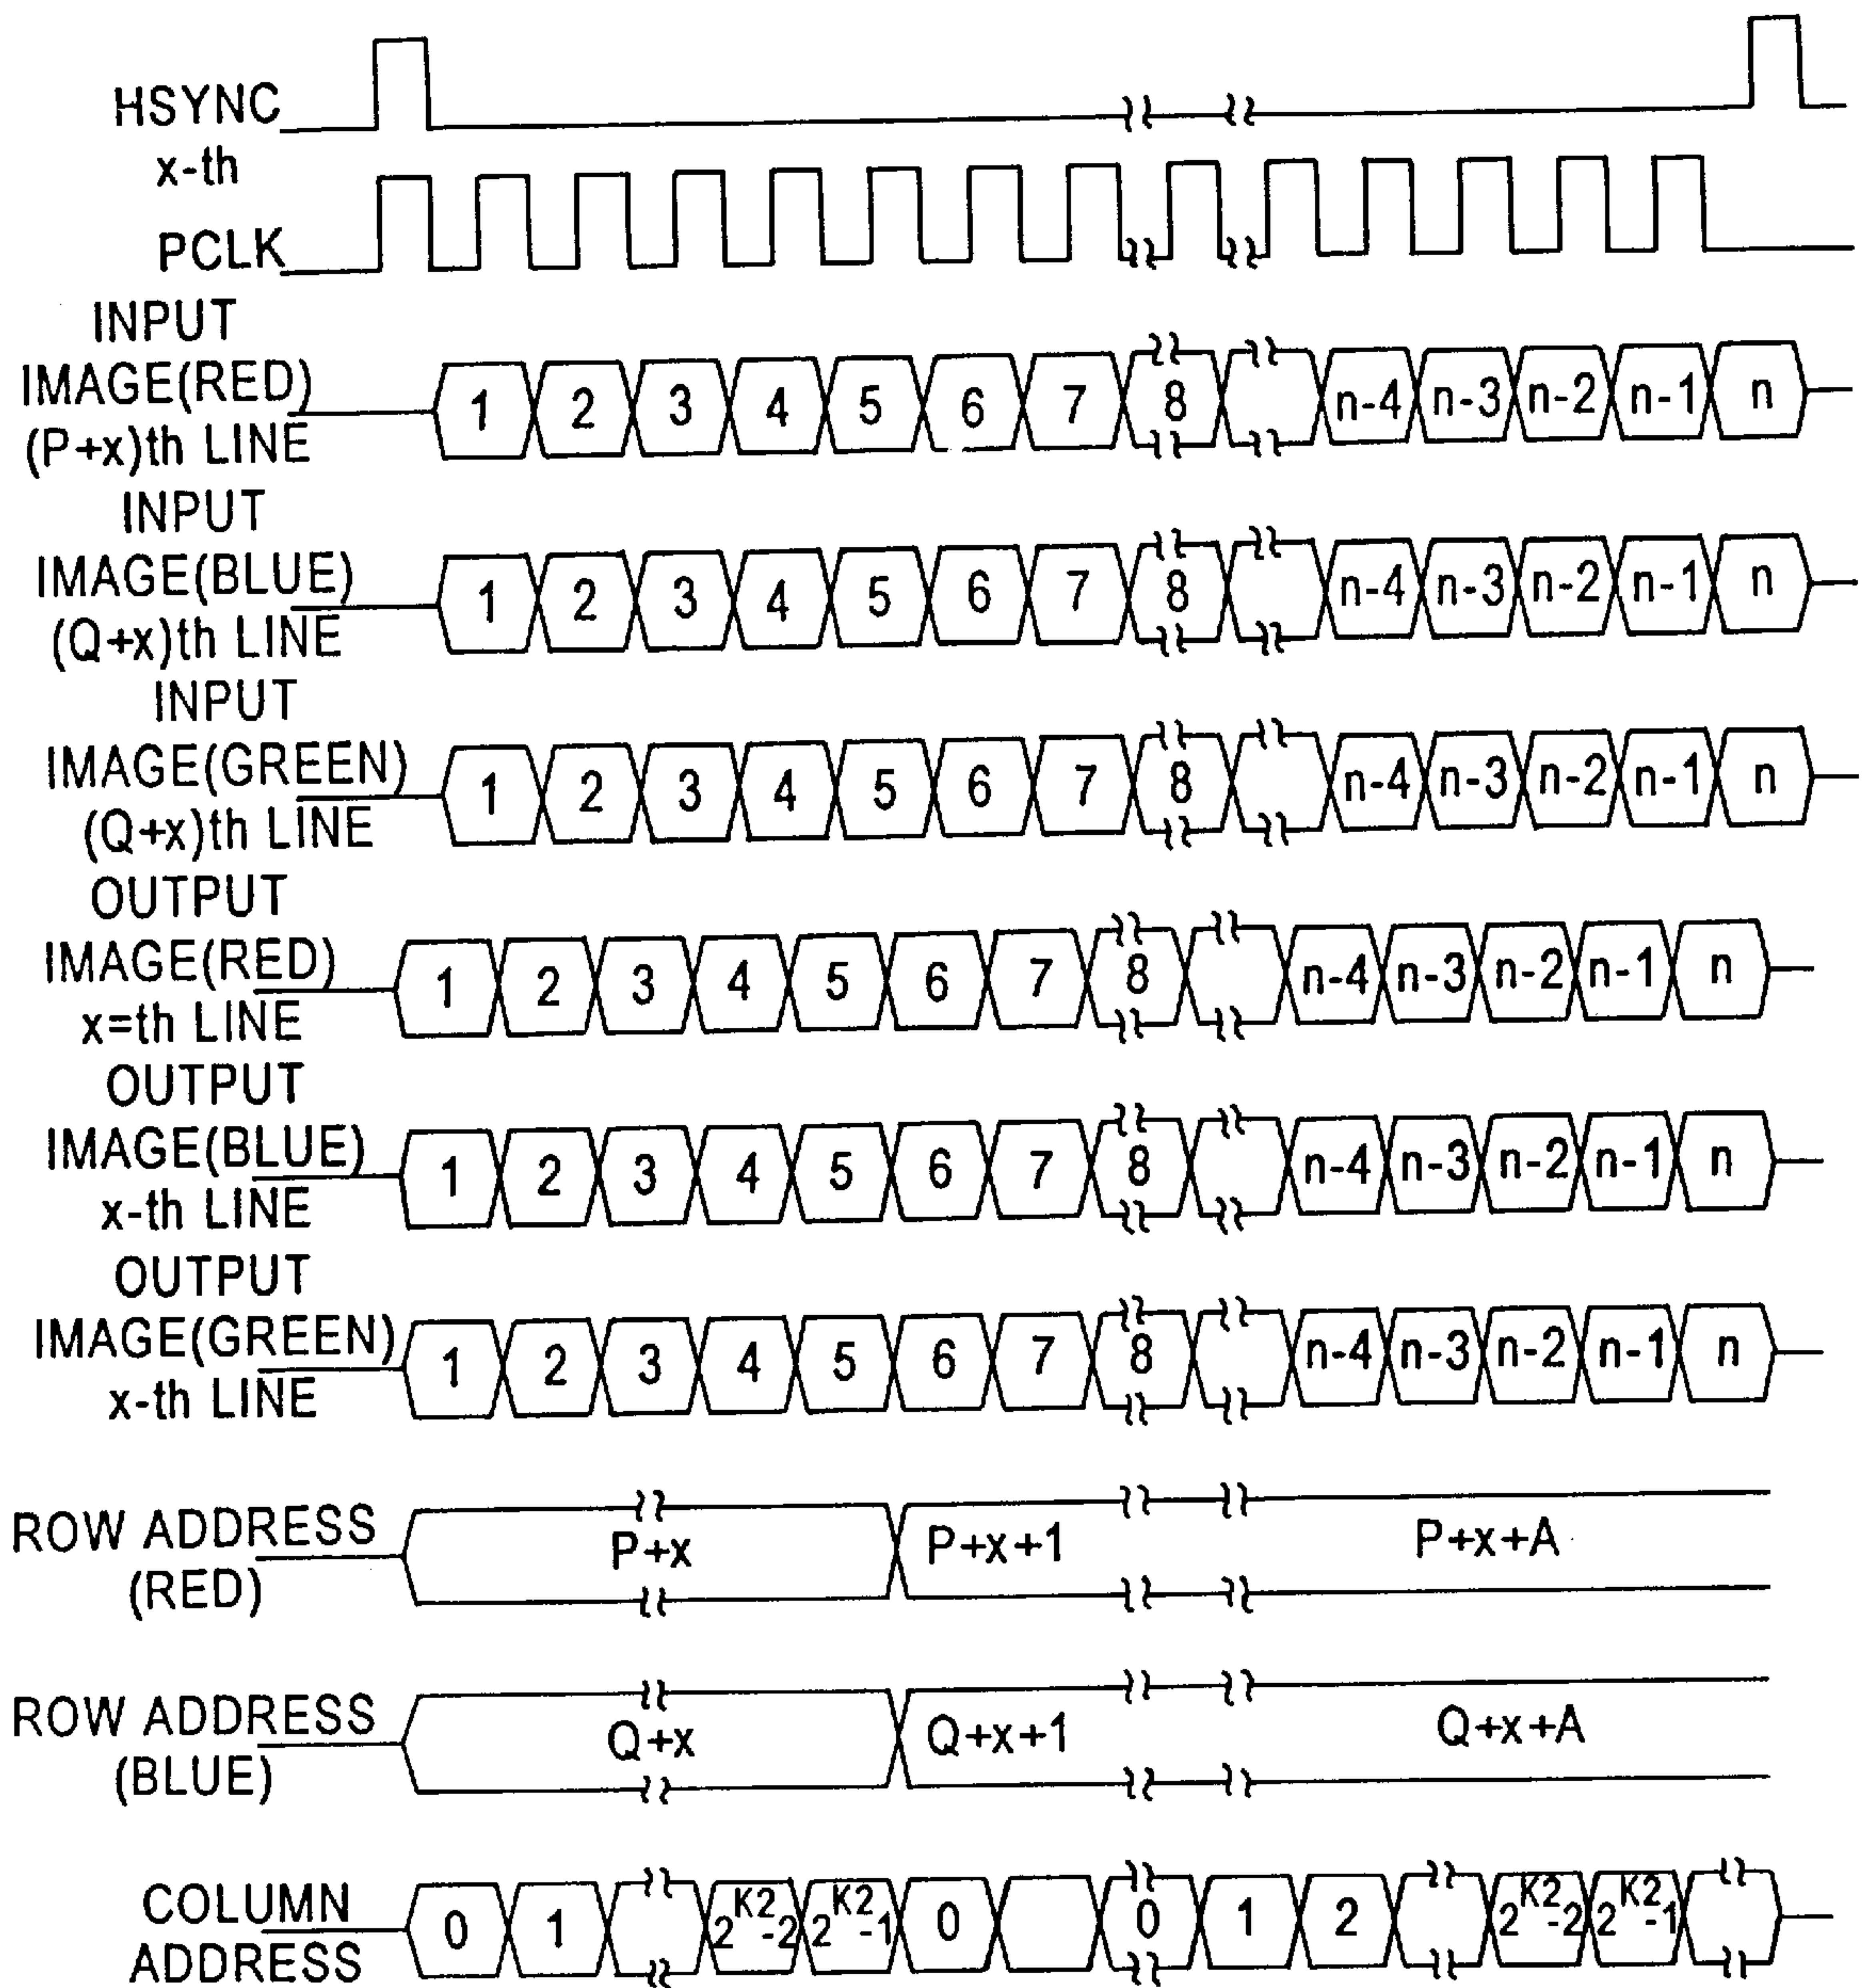 HSYNC
x-th
PCLK
INPUT
IMAGE(RED)
(P+x)th LINE
1 2 3 4 5 6 7 8 n-4 n-3 n-2 n-1 n
INPUT
IMAGE(BLUE)
(Q+x)th LINE
1 2 3 4 5 6 7 8 n-4 n-3 n-2 n-1 n
INPUT
IMAGE(GREEN)
(Q+x)th LINE
1 2 3 4 5 6 7 8 n-4 n-3 n-2 n-1 n
OUTPUT
IMAGE(RED)
x=th LINE
1 2 3 4 5 6 7 8 n-4 n-3 n-2 n-1 n
OUTPUT
IMAGE(BLUE)
x-th LINE
1 2 3 4 5 6 7 8 n-4 n-3 n-2 n-1 n
OUTPUT
IMAGE(GREEN)
x-th LINE
1 2 3 4 5 6 7 8 n-4 n-3 n-2 n-1 n
ROW ADDRESS
(RED)
P+x P+x+1 P+x+A
ROW ADDRESS
(BLUE)
Q+x Q+x+1 Q+x+A
COLUMN
ADDRESS
0 1 2^K2-2 2^K2-1 0 0 1 2 2^K2-2 2^K2-1